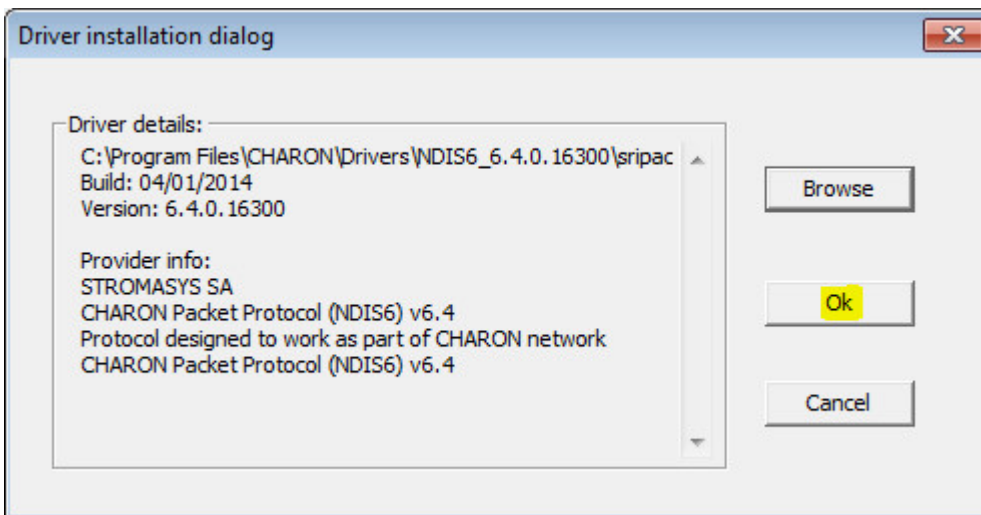 Driver installation dialog
Driver details:
C:\Program Files\CHARON\Drivers\NDIS6_6.4.0.16300\sripac
Build: 04/01/2014
Version: 6.4.0.16300
Provider info:
STROMASYS SA
CHARON Packet Protocol (NDIS6) v6.4
Protocol designed to work as part of CHARON network
CHARON Packet Protocol (NDIS6) v6.4
Browse
Ok
Cancel